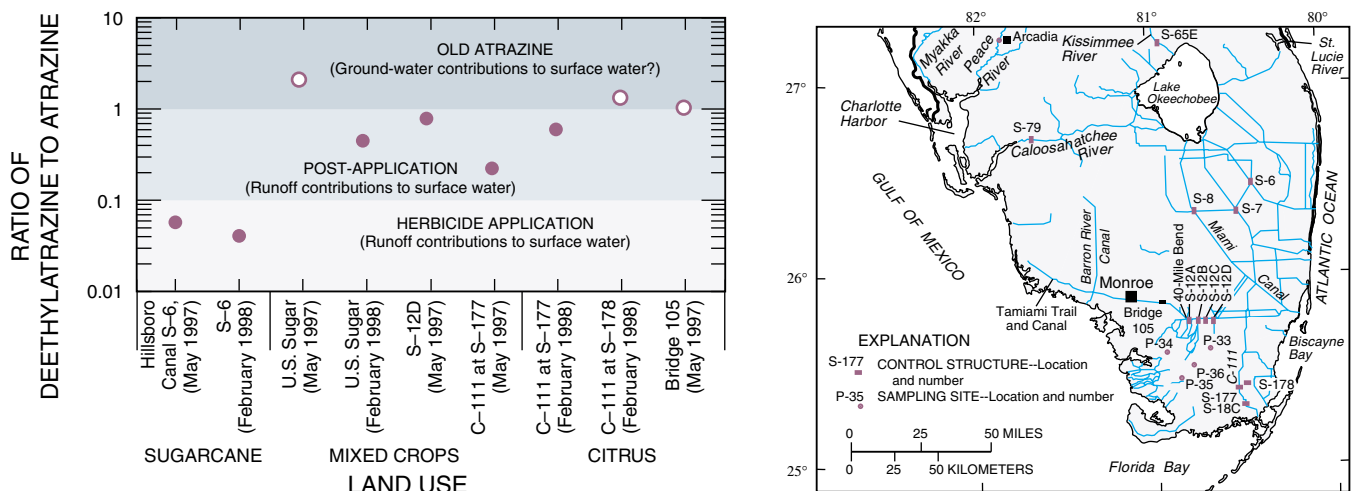 RATIO OF
DEETHYLATRAZINE TO ATRAZINE
10
1
0.1
0.01
OLD ATRAZINE
(Ground-water contributions to surface water?)
POST-APPLICATION
(Runoff contributions to surface water)
HERBICIDE APPLICATION
(Runoff contributions to surface water)
Hillsboro
Canal S–6,
(May 1997)
S–6
(February 1998)
U.S. Sugar
(May 1997)
U.S. Sugar
(February 1998)
S–12D
(May 1997)
C–111 at S–177
(May 1997)
C–111 at S–177
(February 1998)
C–111 at S–178
(February 1998)
Bridge 105
(May 1997)
SUGARCANE
MIXED CROPS
CITRUS
LAND USE
82°
81°
80°
27°
26°
25°
Myakka
River
Peace
River
Arcadia
Kissimmee
River
S-65E
St.
Lucie
River
Lake
Okeechobee
Charlotte
Harbor
S-79
Caloosahatchee
River
S-6
S-8
S-7
GULF OF MEXICO
ATLANTIC OCEAN
Barron River
Canal
Miami
Canal
40-Mile Bend
S-12A
S-12B
S-12C
S-12D
Monroe
Tamiami Trail
and Canal
Bridge
105
P-34
P-33
P-36
P-35
C-111
S-178
S-177
S-18C
Biscayne
Bay
Florida Bay
EXPLANATION
S-177 CONTROL STRUCTURE--Location
and number
P-35 SAMPLING SITE--Location and number
0 25 50 MILES
0 25 50 KILOMETERS